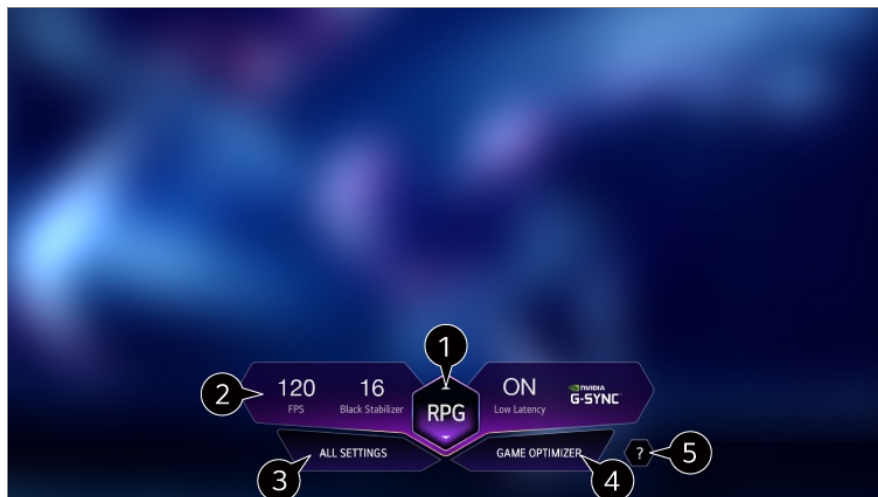 1
2
120
FPS
16
Black Stabilizer
RPG
ON
Low Latency
NVIDIA
G-SYNC
ALL SETTINGS
GAME OPTIMIZER
?
5
3
4